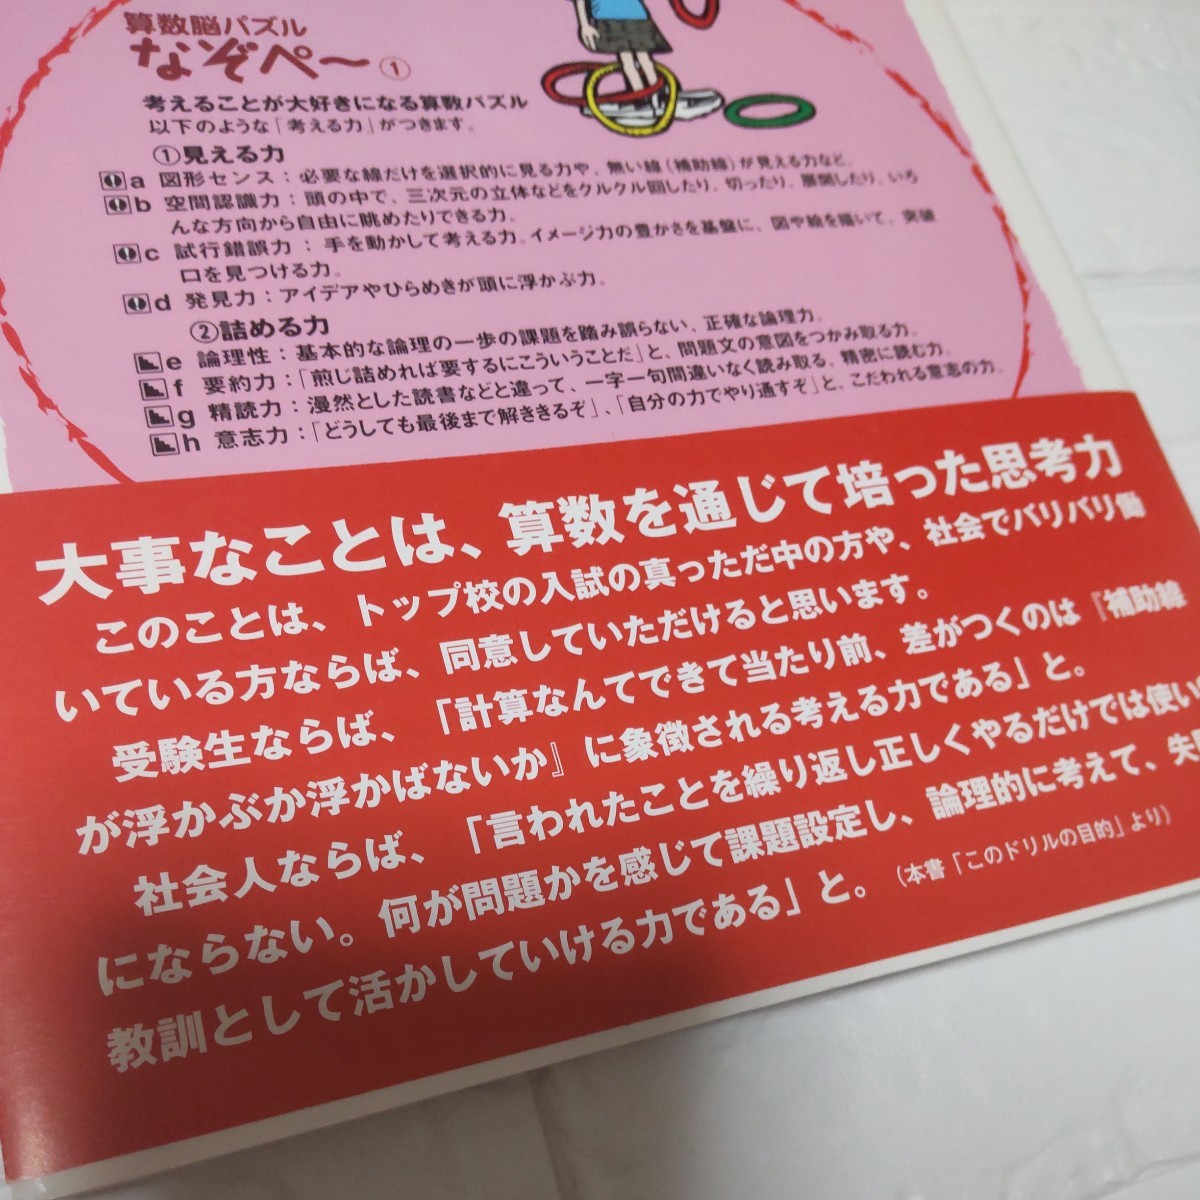 算数脳パズル
なぞペー①
考えることが大好きになる算数パズル
以下のような「考える力」がつきます。
①見える力
a 図形センス：必要な線だけを選択的に見る力や、無い線（補助線）が見える力など。
b 空間認識力：頭の中で、三次元の立体などをクルクル回したり、切ったり、展開したり、いろ
んな方向から自由に眺めたりできる力。
c 試行錯誤力：手を動かして考える力。イメージ力の豊かさを基盤に、図や絵を描いて、突破
口を見つける力。
d 発見力：アイデアやひらめきが頭に浮かぶ力。
②詰める力
e 論理性：基本的な論理の一歩の課題を踏み誤らない、正確な論理力。
f 要約力：「煎じ詰めれば要するにこういうことだ」と、問題文の意図をつかみ取る力。
g 精読力：漫然とした読書などと違って、一字一句間違いなく読み取る、精密に読む力。
h 意志力：「どうしても最後まで解ききるぞ」、「自分の力でやり通すぞ」と、こだわれる意志の力。
大事なことは、算数を通じて培った思考力
このことは、トップ校の入試の真っただ中の方や、社会でバリバリ働
いている方ならば、同意していただけると思います。
受験生ならば、「計算なんてできて当たり前、差がつくのは『補助線
が浮かぶか浮かばないか』に象徴される考える力である」と。
社会人ならば、「言われたことを繰り返し正しくやるだけでは使い
にならない。何が問題かを感じて課題設定し、論理的に考えて、失
教訓として活かしていける力である」と。（本書「このドリルの目的」より）